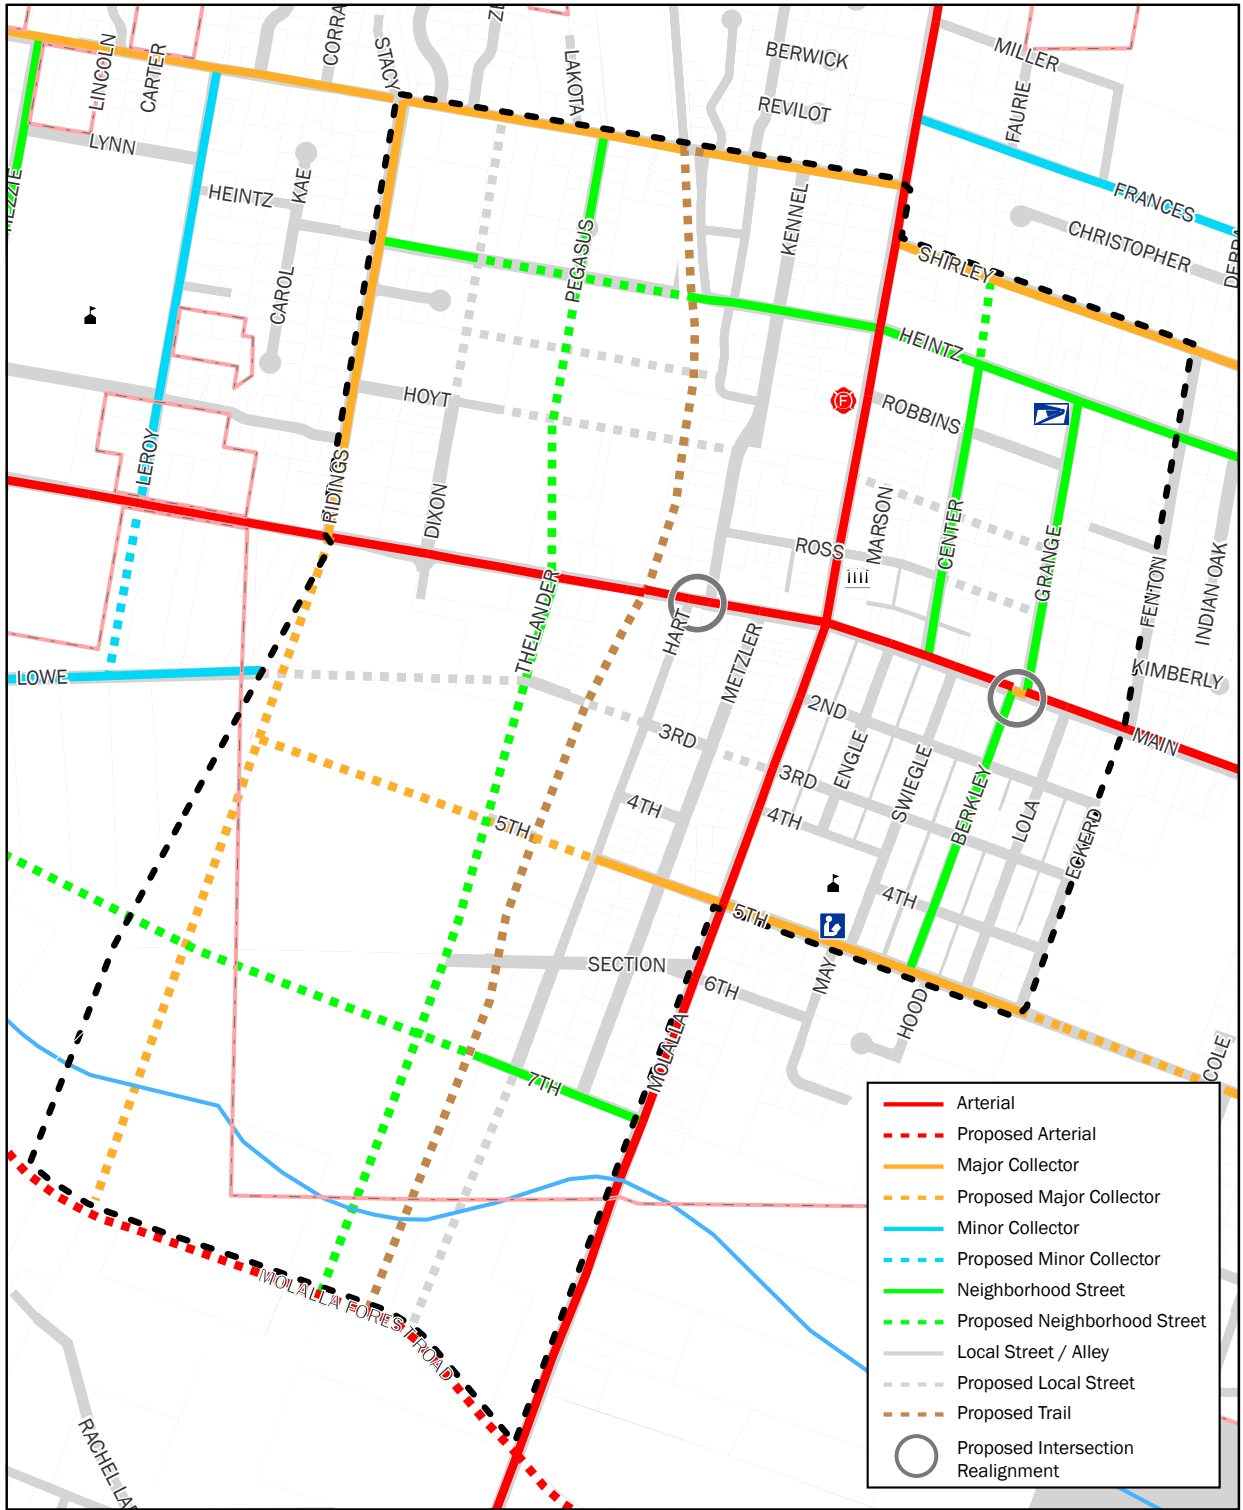 LINCOLN
CARTER
CORRA
STACY
LAKOTA
BERWICK
MILLER
REVILOT
FAURIE
LYNN
HEINTZ
KAE
FRANCES
CHRISTOPHER
KENNEL
PEGASUS
SHIRLEY
CAROL
HEINTZ
HOYT
ROBBINS
LEROY
RIDINGS
DIXON
MARSON
CENTER
GRANGE
ROSS
FENTON
INDIAN OAK
THELANDER
HART
METZLER
KIMBERLY
LOWE
2ND
3RD
MAIN
3RD
ENGLE
SWIEGLE
BERKLEY
LOLA
4TH
4TH
5TH
ECKERD
4TH
5TH
SECTION
6TH
MAY
HOOD
MOLALLA
COLE
7TH
F
MOLALLA FOREST ROAD
RACHEL LA
Arterial
Proposed Arterial
Major Collector
Proposed Major Collector
Minor Collector
Proposed Minor Collector
Neighborhood Street
Proposed Neighborhood Street
Local Street / Alley
Proposed Local Street
Proposed Trail
Proposed Intersection
Realignment